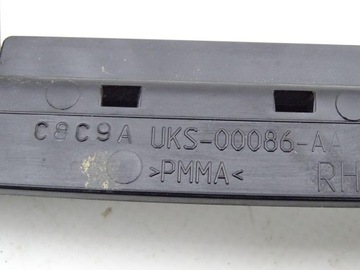 C8C9A UKS-00086-AA
>PMMA< RH